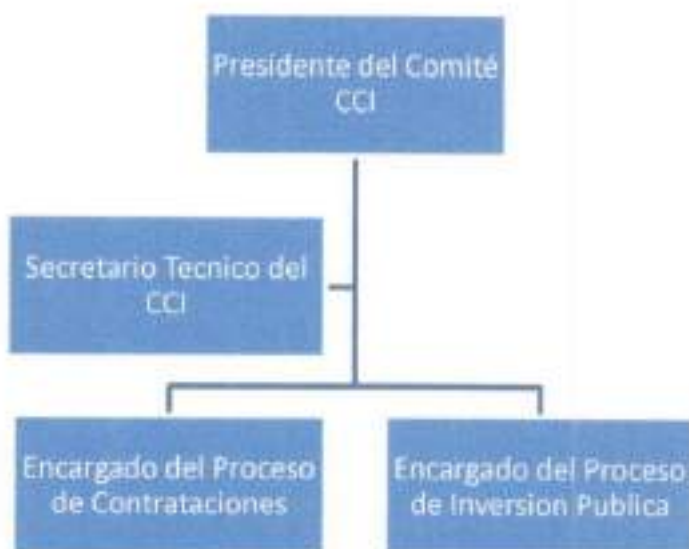 Presidente del Comité
CCI
Secretario Tecnico del
CCI
Encargado del Proceso
de Contrataciones
Encargado del Proceso
de Inversion Publica